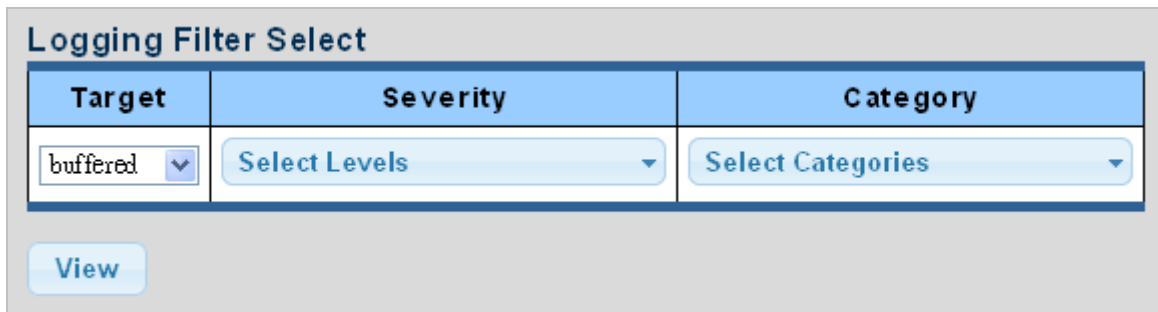 Logging Filter Select
Target Severity Category
buffered Select Levels Select Categories
View